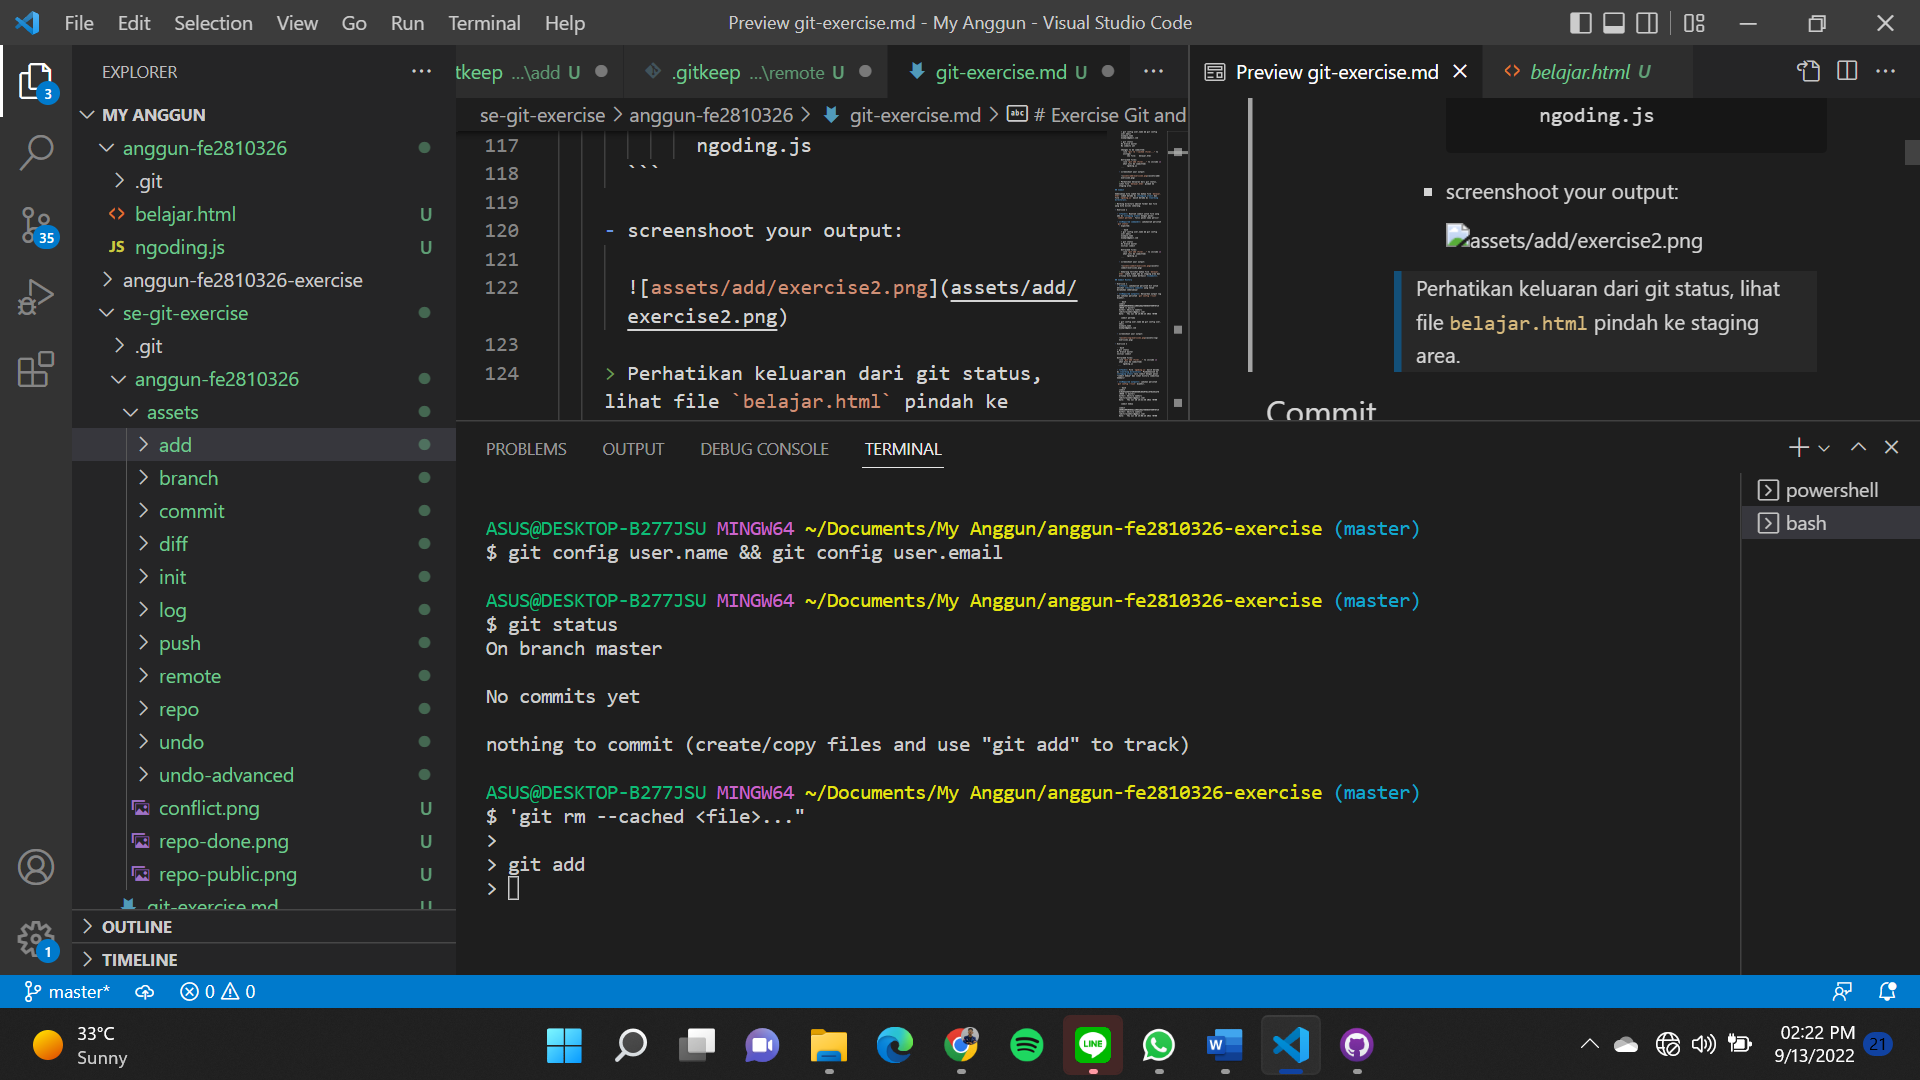 File Edit Selection View Go Run Terminal Help
Preview git-exercise.md - My Anggun - Visual Studio Code
EXPLORER
MY ANGGUN
anggun-fe2810326
.git
belajar.html U
JS ngoding.js U
anggun-fe2810326-exercise
se-git-exercise
.git
anggun-fe2810326
assets
add
branch
commit
diff
init
log
push
remote
repo
undo
undo-advanced
conflict.png U
repo-done.png U
repo-public.png U
git-exercise.md U
OUTLINE
TIMELINE
3
35
1
tkeep ...\add U
.gitkeep ...\remote U
git-exercise.md U
se-git-exercise > anggun-fe2810326 > git-exercise.md > # Exercise Git and
117 ngoding.js
118 ```
119
120 - screenshoot your output:
121
122 ![assets/add/exercise2.png](assets/add/
exercise2.png)
123
124 > Perhatikan keluaran dari git status,
lihat file `belajar.html` pindah ke
Preview git-exercise.md
belajar.html U
ngoding.js
screenshoot your output:
assets/add/exercise2.png
Perhatikan keluaran dari git status, lihat
file belajar.html pindah ke staging
area.
Commit
PROBLEMS OUTPUT DEBUG CONSOLE TERMINAL
powershell
bash
ASUS@DESKTOP-B277JSU MINGW64 ~/Documents/My Anggun/anggun-fe2810326-exercise (master)
$ git config user.name && git config user.email
ASUS@DESKTOP-B277JSU MINGW64 ~/Documents/My Anggun/anggun-fe2810326-exercise (master)
$ git status
On branch master
No commits yet
nothing to commit (create/copy files and use "git add" to track)
ASUS@DESKTOP-B277JSU MINGW64 ~/Documents/My Anggun/anggun-fe2810326-exercise (master)
$ 'git rm --cached <file>..."
>
> git add
>
master* 0 0
33°C
Sunny
LINE
W
02:22 PM
9/13/2022
21